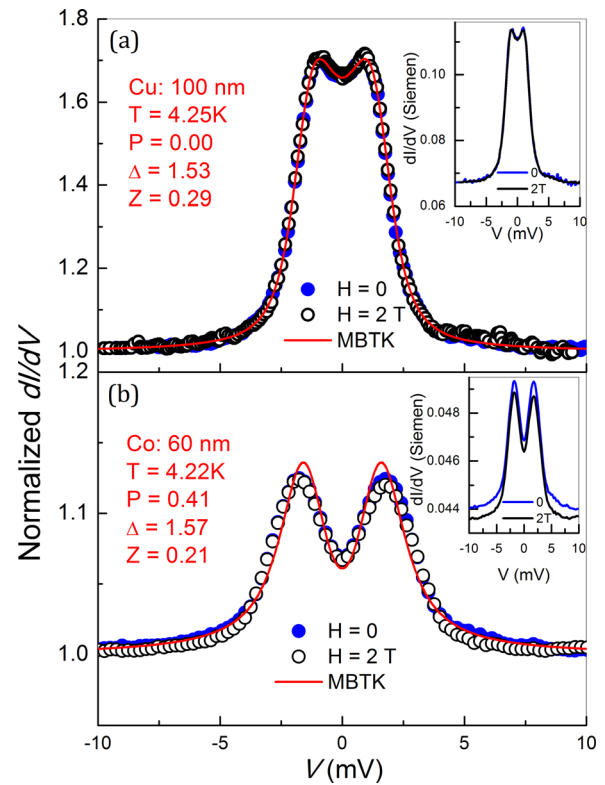 (a)
Cu: 100 nm
T = 4.25K
P = 0.00
Δ = 1.53
Z = 0.29
H = 0
H = 2 T
MBTK
1.8
1.6
1.4
1.2
1.0
dI/dV (Siemen)
0.10
0.08
0.06
0
2T
-10 -5 0 5 10
V (mV)
Normalized dI/dV
(b)
Co: 60 nm
T = 4.22K
P = 0.41
Δ = 1.57
Z = 0.21
H = 0
H = 2 T
MBTK
1.2
1.1
1.0
dI/dV (Siemen)
0.048
0.046
0.044
0
2T
-10 -5 0 5 10
V (mV)
-10 -5 0 5 10
V (mV)